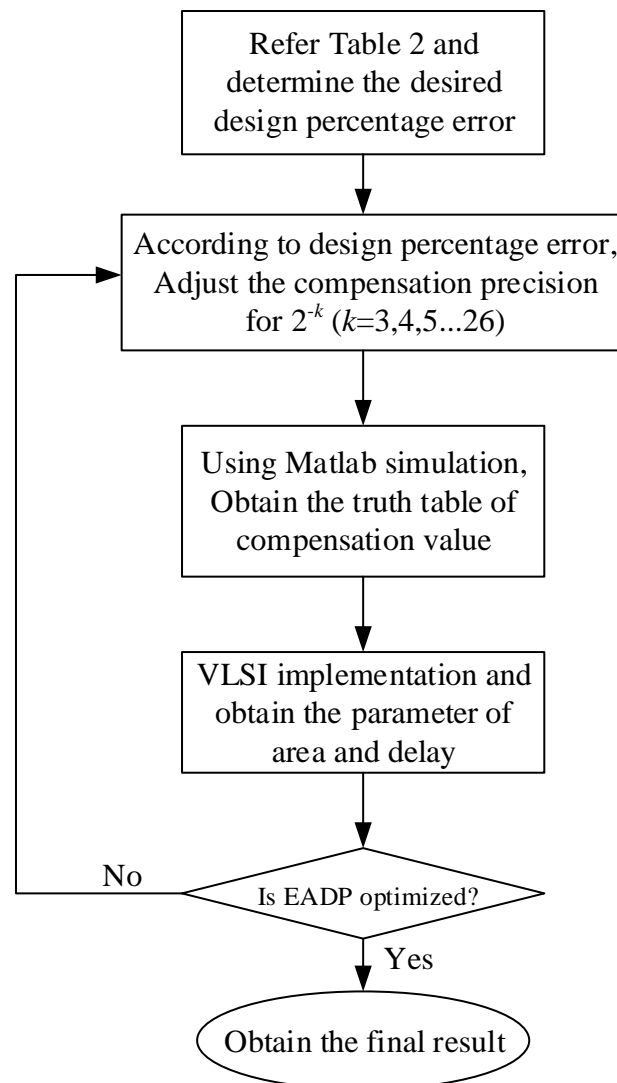 Refer Table 2 and
determine the desired
design percentage error
According to design percentage error,
Adjust the compensation precision
for 2^-k (k=3,4,5...26)
Using Matlab simulation,
Obtain the truth table of
compensation value
VLSI implementation and
obtain the parameter of
area and delay
Is EADP optimized?
No
Yes
Obtain the final result